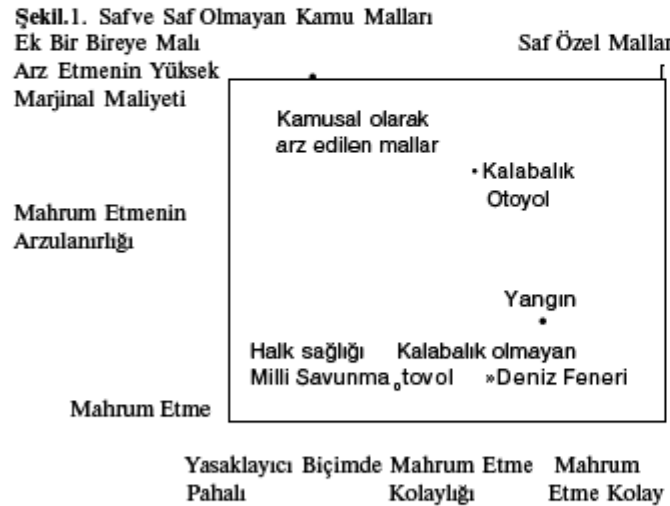 Şekil.1. Safve Saf Olmayan Kamu Malları
Ek Bir Bireye Malı Saf Özel Mallar
Arz Etmenin Yüksek
Marjinal Maliyeti
Kamusal olarak
arz edilen mallar
• Kalabalık
Otoyol
Mahrum Etmenin
Arzulanırlığı
Yangın
Halk sağlığı Kalabalık olmayan
Milli Savunma otovol »Deniz Feneri
Mahrum Etme
Yasaklayıcı Biçimde Mahrum Etme Mahrum
Pahalı Kolaylığı Etme Kolay